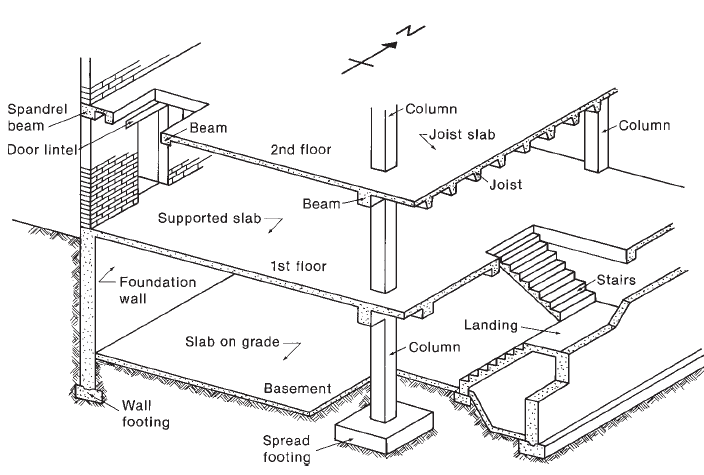 N
Column
Spandrel
beam
Beam
Joist slab
Column
Door lintel
2nd floor
Joist
Beam
Supported slab
1st floor
Foundation
wall
Stairs
Landing
Slab on grade
Column
Basement
Wall
footing
Spread
footing